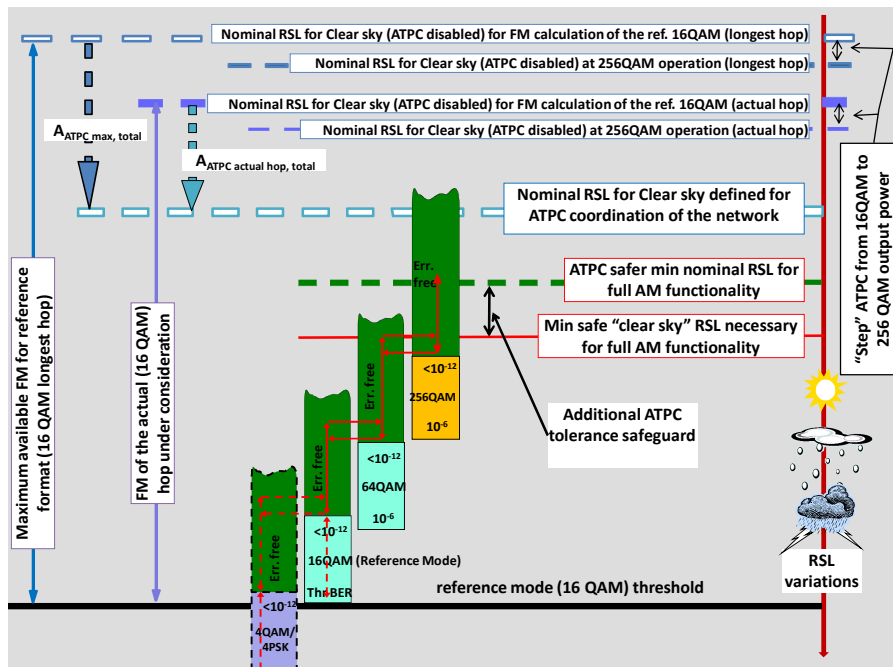 Nominal RSL for Clear sky (ATPC disabled) for FM calculation of the ref. 16QAM (longest hop)
Nominal RSL for Clear sky (ATPC disabled) at 256QAM operation (longest hop)
Nominal RSL for Clear sky (ATPC disabled) for FM calculation of the ref. 16QAM (actual hop)
Nominal RSL for Clear sky (ATPC disabled) at 256QAM operation (actual hop)
A ATPC max, total
A ATPC actual hop, total
Nominal RSL for Clear sky defined for
ATPC coordination of the network
ATPC safer min nominal RSL for
full AM functionality
Min safe “clear sky” RSL necessary
for full AM functionality
Additional ATPC
tolerance safeguard
“Step” ATPC from 16QAM to
256 QAM output power
Maximum available FM for reference
format (16 QAM longest hop)
FM of the actual (16 QAM)
hop under consideration
Err. free
<10-12
256QAM
10-6
Err. free
<10-12
64QAM
10-6
Err. free
<10-12
16QAM (Reference Mode)
Thr BER
Err. free
<10-12
4QAM/
4PSK
reference mode (16 QAM) threshold
RSL
variations